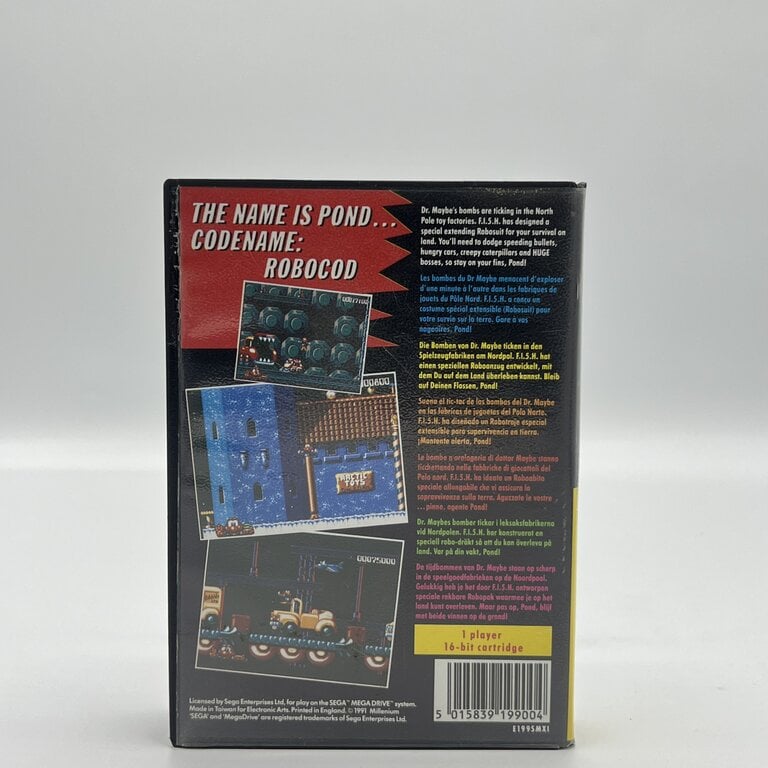 THE NAME IS POND...
CODENAME:
ROBOCOD
00017100
000800
ARCTIC
TOYS
00075000
Dr. Maybe's bombs are ticking in the North
Pole toy factories. F.I.5.H. has designed a
special extending Robosuit for your survival on
land. You'll need to dodge speeding bullets,
hungry cars, creepy caterpillars and HUGE
bosses, so stay on your fins, Pond!
Les bombes du Dr Maybe menacent d'exploser
d'une minute à l'autre dans les fabriques de
jouets du Pôle Nord. F.I.5.H. a conçu un
costume spécial extensible (Robosuit) pour
votre survie sur la terre. Gare à vos
nageoires, Pond!
Die Bomben von Dr. Maybe ticken in den
Spielzeugfabriken am Nordpol. F.I.5.H. hat
einen speziellen Roboanzug entwickelt, mit
dem Du auf dem Land überleben kannst. Bleib
auf Deinen Flossen, Pond!
Suena el tic-tac de las bombas del Dr. Maybe
en las fábricas de juguetes del Polo Norte.
F.I.5.H. ha diseñado un Robotraje especial
extensible para supervivencia en tierra.
¡Mantente alerta, Pond!
Le bombe a orologeria di dottor Maybe stanno
ticchettando nelle fabbriche di giocattoli del
Polo nord. F.I.5.H. ha ideato un Roboabito
speciale allungabile che vi assicura la
sopravvivenza sulla terra. Aguzzate in vostre
...pinne, agente Pond!
Dr. Maybes bomber tickar i leksaksfabrikerna
vid Nordpolen. F.I.5.H. har konstruerat en
speciell robo-dräkt så att du kan överleva på
land. Var på din vakt, Pond!
De tijdbommen van Dr. Maybe staan op scherp
in de speelgoedfabrieken op de Noordpool.
Gelukkig heb je het door F.I.5.H. ontworpen
speciale rekbare Robopak waarmee je op het
land kunt overleven. Maar pas op, Pond, blijf
met beide vinnen op de grond!
1 player
16-bit cartridge
Licensed by Sega Enterprises Ltd, for play on the SEGA™ MEGA DRIVE™ system.
Made in Taiwan for Electronic Arts. Printed in England. © 1991 Millenium
'SEGA' and 'MegaDrive' are registered trademarks of Sega Enterprises Ltd.
5 015839 199004
E1995MXI